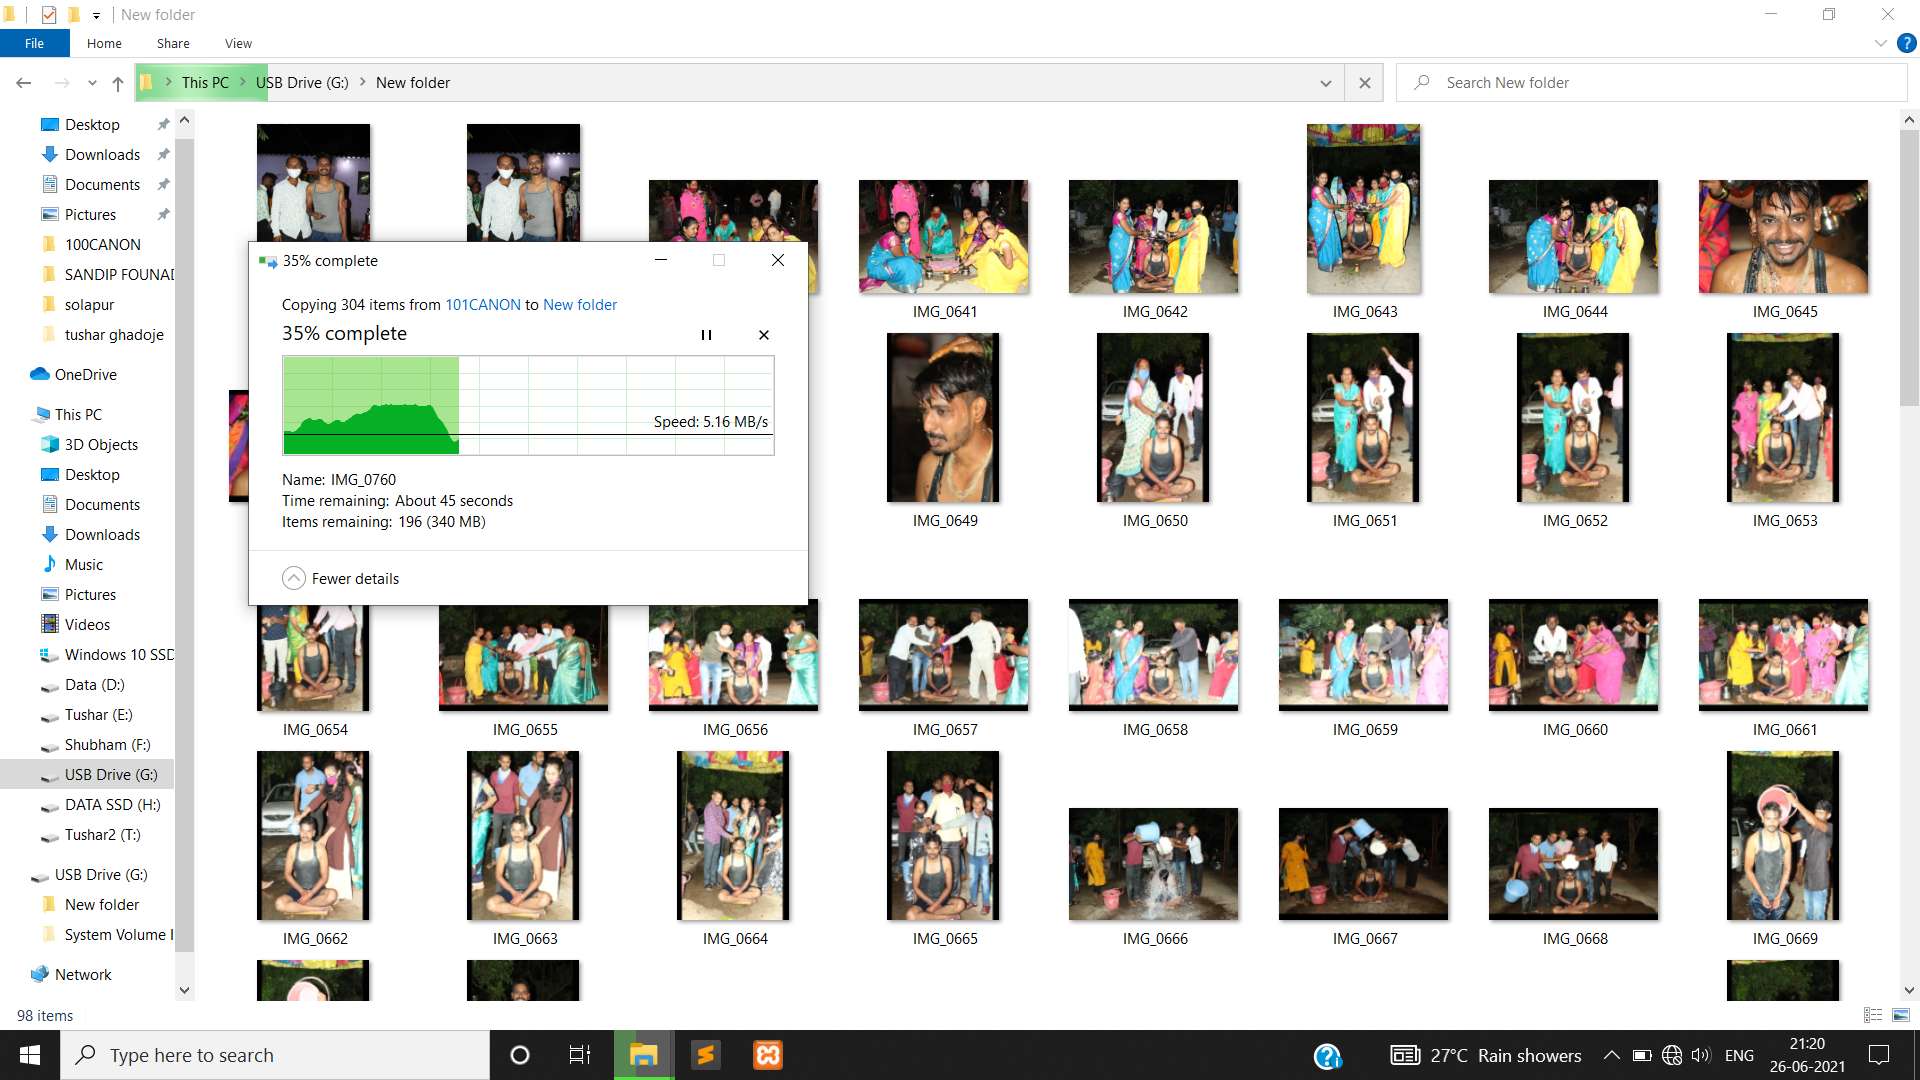 New folder
File Home Share View
This PC USB Drive (G:) New folder
Search New folder
Desktop
Downloads
Documents
Pictures
100CANON
SANDIP FOUNAD
solapur
tushar ghadoje
OneDrive
This PC
3D Objects
Desktop
Documents
Downloads
Music
Pictures
Videos
Windows 10 SSD
Data (D:)
Tushar (E:)
Shubham (F:)
USB Drive (G:)
DATA SSD (H:)
Tushar2 (T:)
USB Drive (G:)
New folder
System Volume I
Network
35% complete
Copying 304 items from 101CANON to New folder
35% complete
Speed: 5.16 MB/s
Name: IMG_0760
Time remaining: About 45 seconds
Items remaining: 196 (340 MB)
Fewer details
IMG_0641 IMG_0642 IMG_0643 IMG_0644 IMG_0645
IMG_0649 IMG_0650 IMG_0651 IMG_0652 IMG_0653
IMG_0654 IMG_0655 IMG_0656 IMG_0657 IMG_0658 IMG_0659 IMG_0660 IMG_0661
IMG_0662 IMG_0663 IMG_0664 IMG_0665 IMG_0666 IMG_0667 IMG_0668 IMG_0669
98 items
Type here to search
27°C Rain showers
ENG
21:20
26-06-2021